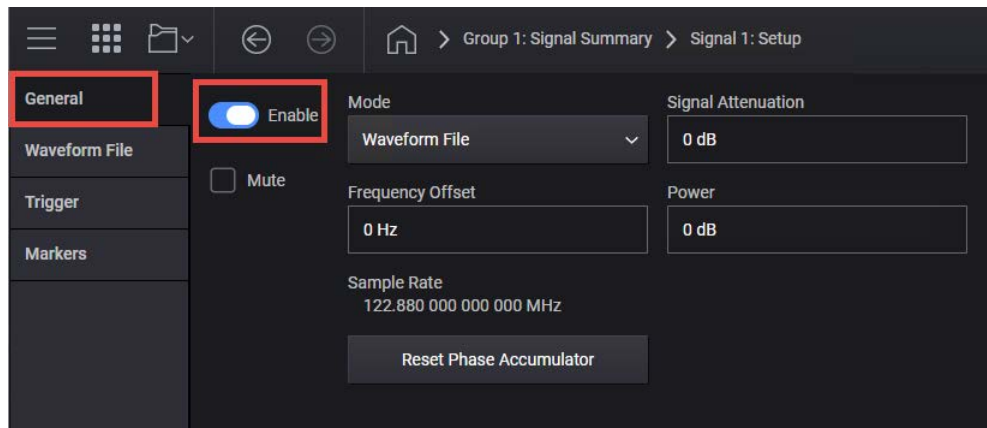 Group 1: Signal Summary > Signal 1: Setup
General
Waveform File
Trigger
Markers
Enable
Mute
Mode
Waveform File
Frequency Offset
0 Hz
Sample Rate
122.880 000 000 000 MHz
Reset Phase Accumulator
Signal Attenuation
0 dB
Power
0 dB